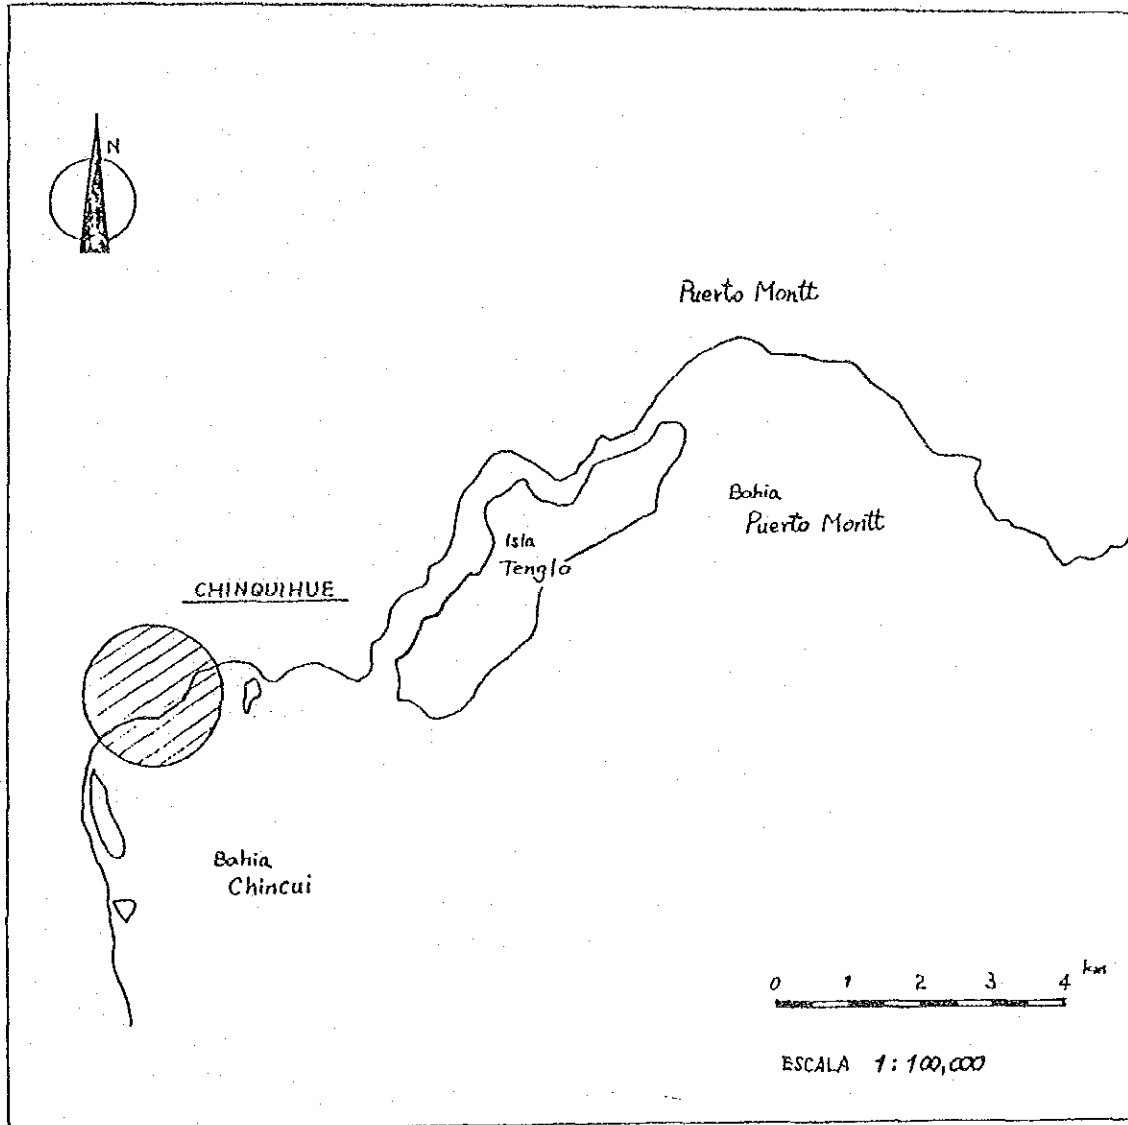 N
Puerto Montt
Bahia
Puerto Montt
Isla
Tenglo
CHINQUIHUE
Bahia
Chincui
0 1 2 3 4 km
ESCALA 1:100,000